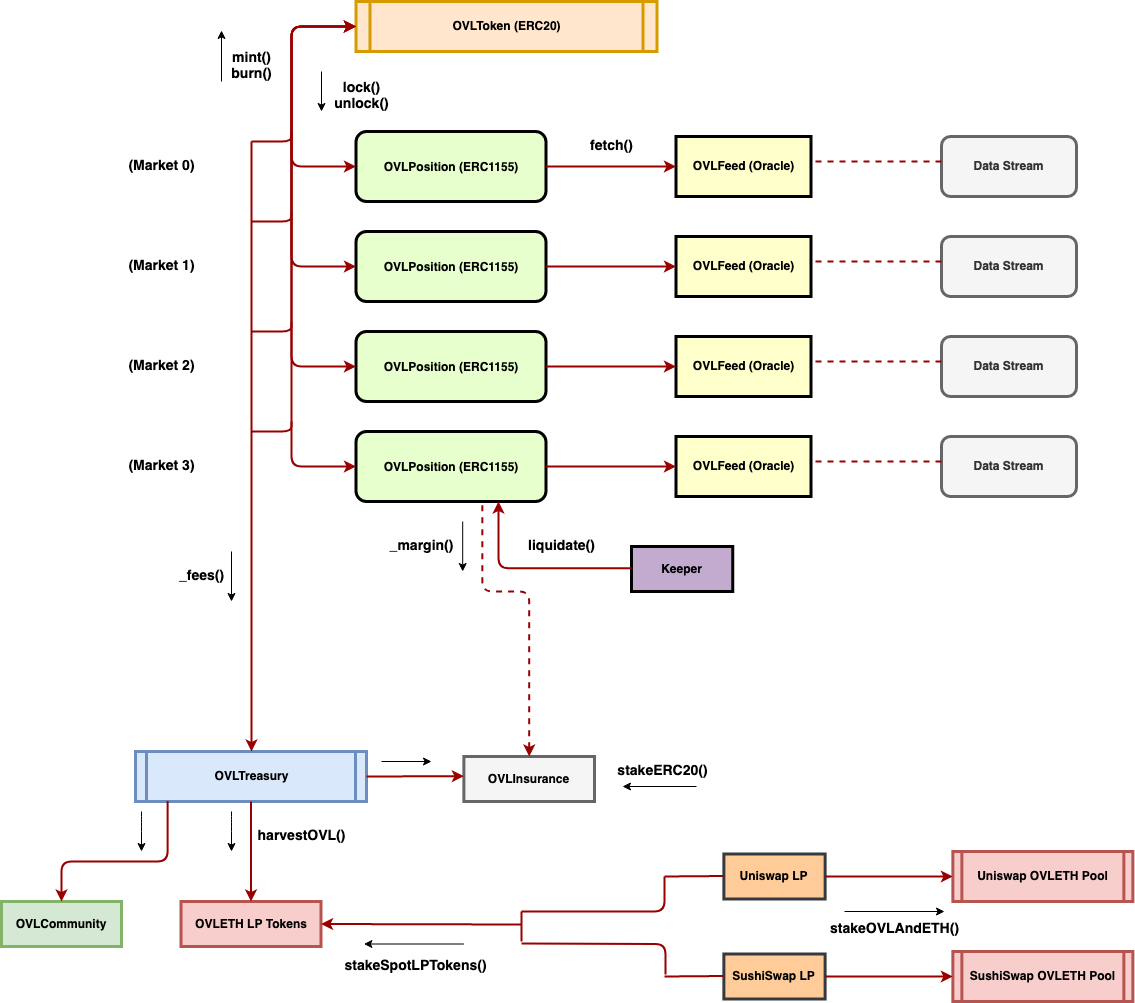 OVLToken (ERC20)
mint()
burn()
lock()
unlock()
(Market 0)
OVLPosition (ERC1155)
fetch()
OVLFeed (Oracle)
Data Stream
(Market 1)
OVLPosition (ERC1155)
OVLFeed (Oracle)
Data Stream
(Market 2)
OVLPosition (ERC1155)
OVLFeed (Oracle)
Data Stream
(Market 3)
OVLPosition (ERC1155)
OVLFeed (Oracle)
Data Stream
_margin()
liquidate()
Keeper
_fees()
OVLTreasury
OVLInsurance
stakeERC20()
harvestOVL()
Uniswap LP
Uniswap OVLETH Pool
OVLCommunity
OVLETH LP Tokens
stakeOVLAndETH()
stakeSpotLPTokens()
SushiSwap LP
SushiSwap OVLETH Pool